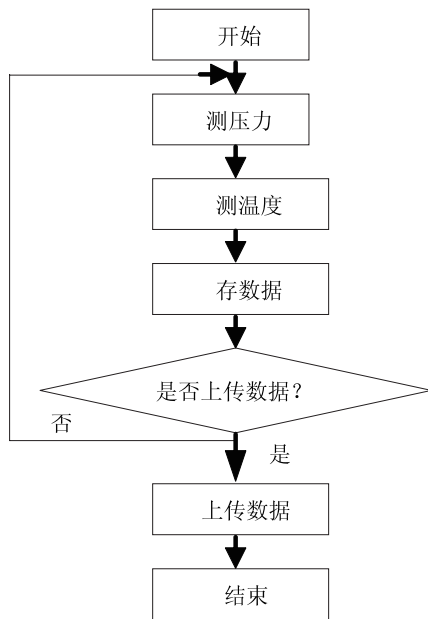 开始
测压力
测温度
存数据
是否上传数据？
否
是
上传数据
结束